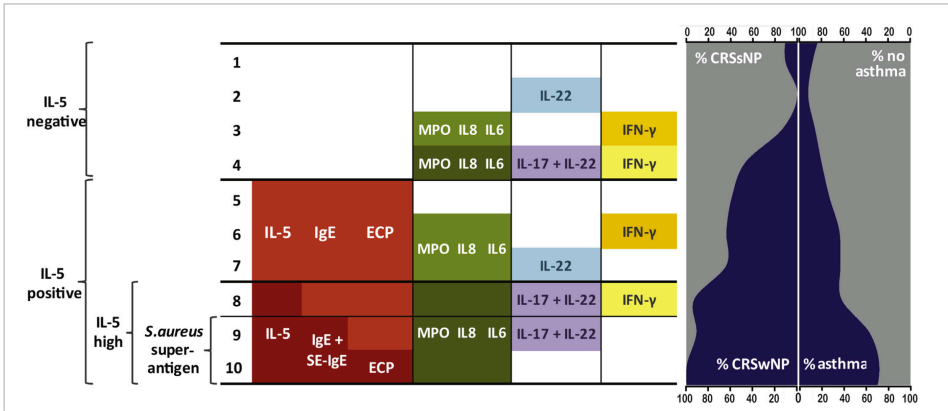 0 20 40 60 80 0 20 40 60 80 100
% CRSsNP % no
asthma
IL-5
negative
1
2 IL-22
3 MPO IL8 IL6 IFN-γ
4 MPO IL8 IL6 IL-17 + IL-22 IFN-γ
IL-5
positive
5
6 IL-5 IgE ECP MPO IL8 IL6 IFN-γ
7 IL-22
IL-5
high
8 IL-17 + IL-22 IFN-γ
S.aureus
super-
antigen
9 IL-5 IgE +
SE-IgE MPO IL8 IL6 IL-17 + IL-22
10 ECP
% CRSwNP % asthma
100 80 60 40 20 0 20 40 60 80 100